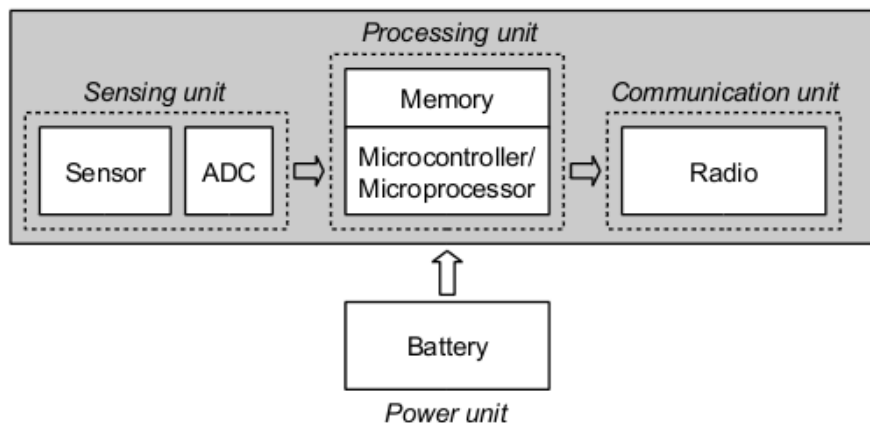 Processing unit
Sensing unit
Communication unit
Memory
Sensor
ADC
Microcontroller/
Microprocessor
Radio
Battery
Power unit